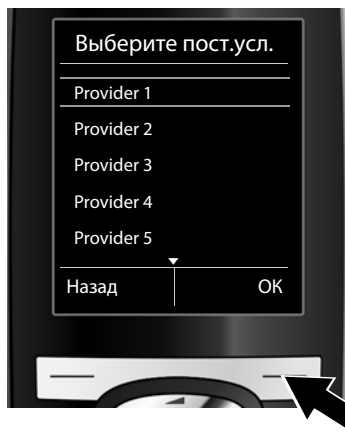 Выберите пост.усл.
Provider 1
Provider 2
Provider 3
Provider 4
Provider 5
Назад OK